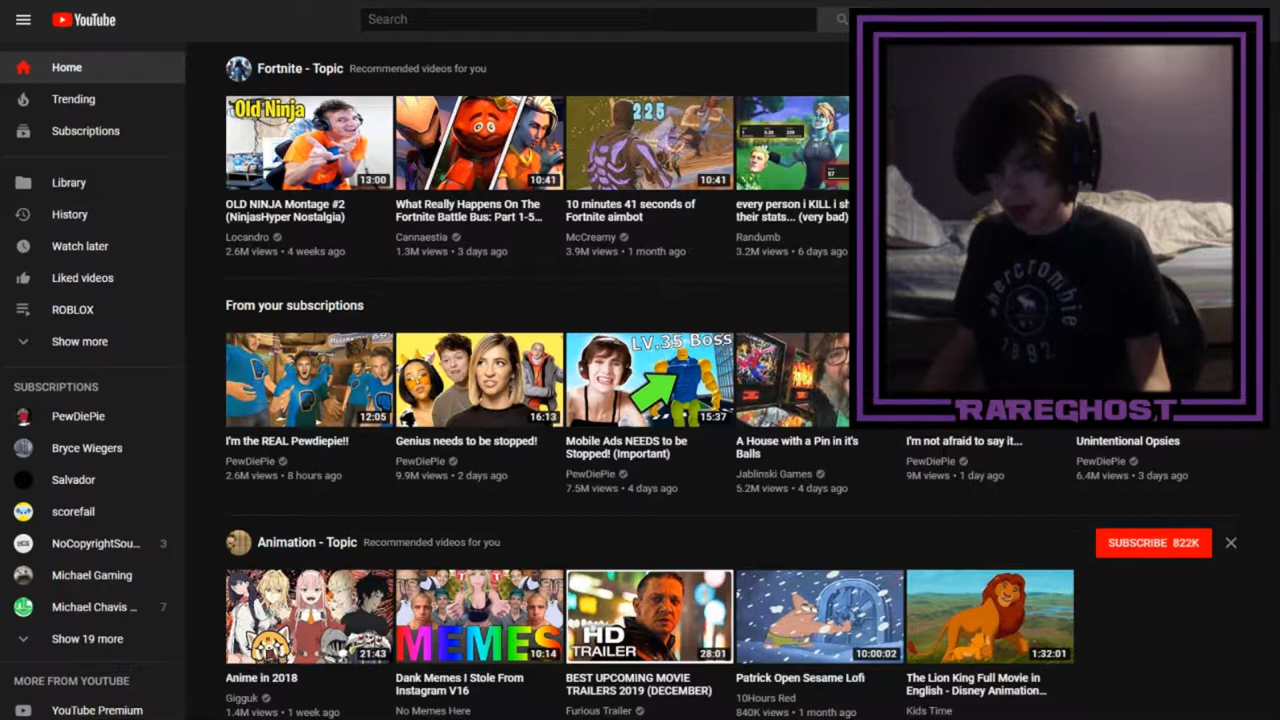 YouTube
Search
Home
Trending
Subscriptions
Library
History
Watch later
Liked videos
ROBLOX
Show more
SUBSCRIPTIONS
PewDiePie
Bryce Wiegers
Salvador
scorefail
NoCopyrightSou... 3
Michael Gaming
Michael Chavis ... 7
Show 19 more
MORE FROM YOUTUBE
YouTube Premium
Fortnite - Topic Recommended videos for you
Old Ninja
13:00
10:41
225
10:41
57
OLD NINJA Montage #2
(NinjasHyper Nostalgia)
Locandro
2.6M views • 4 weeks ago
What Really Happens On The
Fortnite Battle Bus: Part 1-5...
Cannaestia
1.3M views • 3 days ago
10 minutes 41 seconds of
Fortnite aimbot
McCreamy
3.9M views • 1 month ago
every person i KILL i sh
their stats... (very bad)
Randumb
3.2M views • 6 days ago
abercrombie
1892
RAREGHOST
From your subscriptions
12:05
16:13
LV.35 BOSS
15:37
I'm the REAL Pewdiepie!!
PewDiePie
2.6M views • 8 hours ago
Genius needs to be stopped!
PewDiePie
9.9M views • 2 days ago
Mobile Ads NEEDS to be
Stopped! (Important)
PewDiePie
7.5M views • 4 days ago
A House with a Pin in it's
Balls
Jablinski Games
5.2M views • 4 days ago
I'm not afraid to say it...
PewDiePie
9M views • 1 day ago
Unintentional Opsies
PewDiePie
6.4M views • 3 days ago
Animation - Topic Recommended videos for you
SUBSCRIBE 822K
21:43
MEMES
10:14
HD
TRAILER
28:01
10:00:02
1:32:01
Anime in 2018
Gigguk
1.4M views • 1 week ago
Dank Memes I Stole From
Instagram V16
No Memes Here
BEST UPCOMING MOVIE
TRAILERS 2019 (DECEMBER)
Furious Trailer
Patrick Open Sesame Lofi
10Hours Red
840K views • 1 month ago
The Lion King Full Movie in
English - Disney Animation...
Kids Time